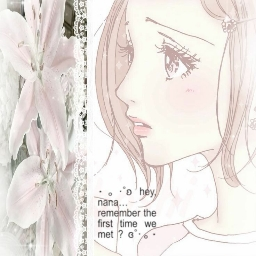 ˖ ₒ ˚ ʚ hey,
nana...
remember the
first time we
met ? ɞ ˚ ₒ ˖